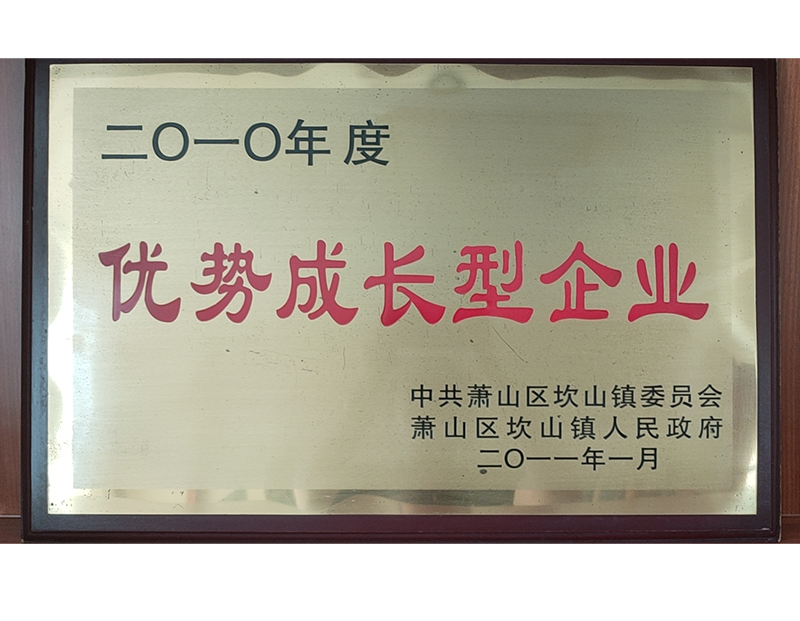 二〇一〇年度
优势成长型企业
中共萧山区坎山镇委员会
萧山区坎山镇人民政府
二〇一一年一月